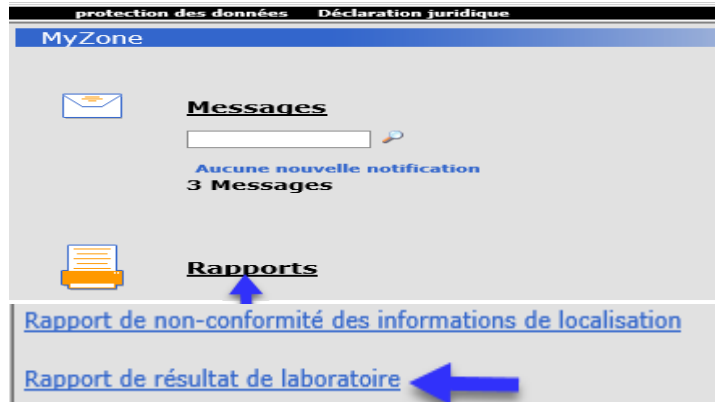 protection des données Déclaration juridique
MyZone
Messages
Aucune nouvelle notification
3 Messages
Rapports
Rapport de non-conformité des informations de localisation
Rapport de résultat de laboratoire